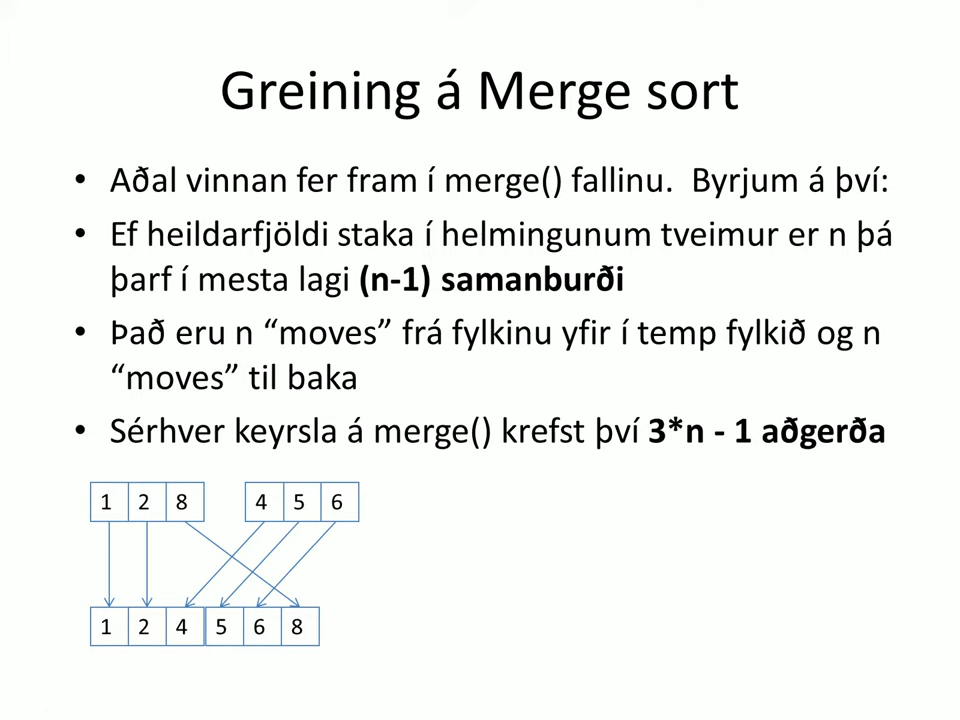 Greining á Merge sort
• Aðal vinnan fer fram í merge() fallinu.  Byrjum á því:
• Ef heildarfjöldi staka í helmingunum tveimur er n þá
þarf í mesta lagi (n-1) samanburði
• Það eru n “moves” frá fylkinu yfir í temp fylkið og n
“moves” til baka
• Sérhver keyrsla á merge() krefst því 3*n - 1 aðgerða
1 2 8 4 5 6
1 2 4 5 6 8